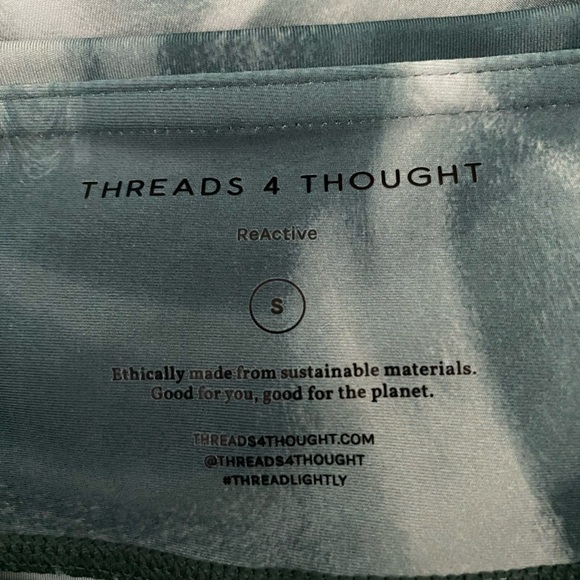 THREADS 4 THOUGHT
ReActive
S
Ethically made from sustainable materials.
Good for you, good for the planet.
THREADS4THOUGHT.COM
@THREADS4THOUGHT
#THREADLIGHTLY